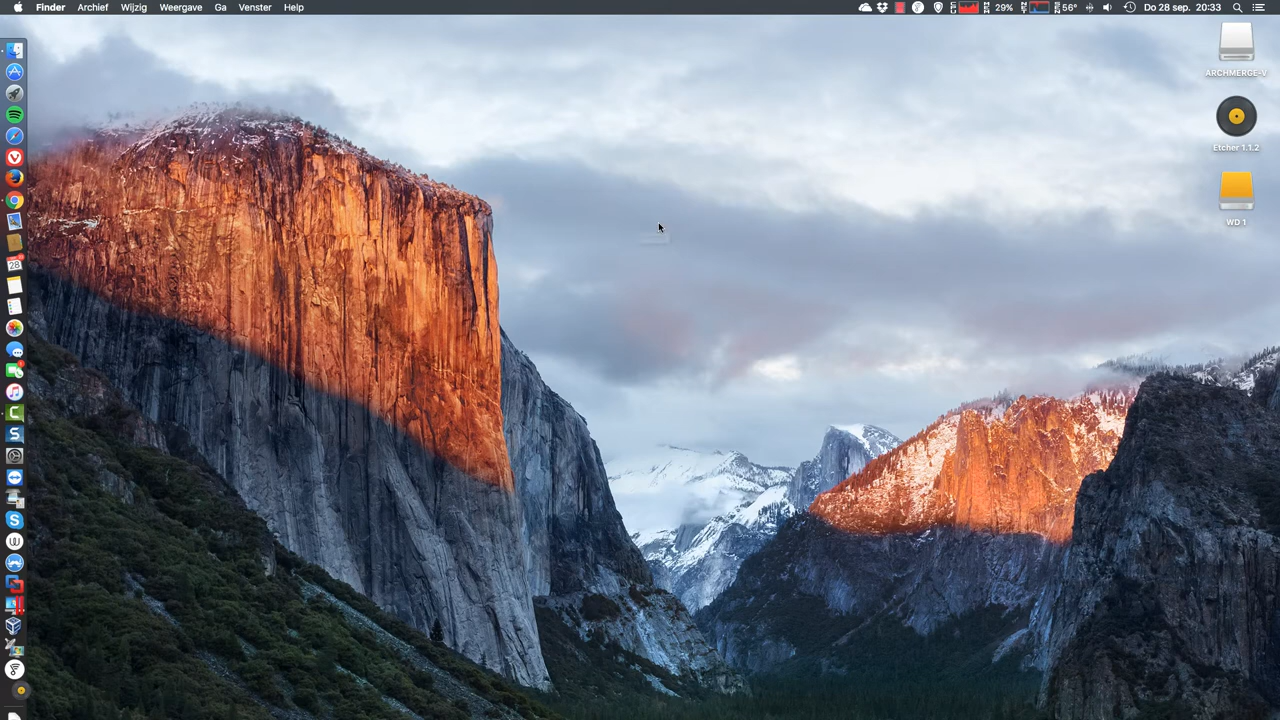 Finder Archief Wijzig Weergave Ga Venster Help
29% 56° Do 28 sep. 20:33
ARCHMERGE-V
Etcher 1.1.2
WD 1
28